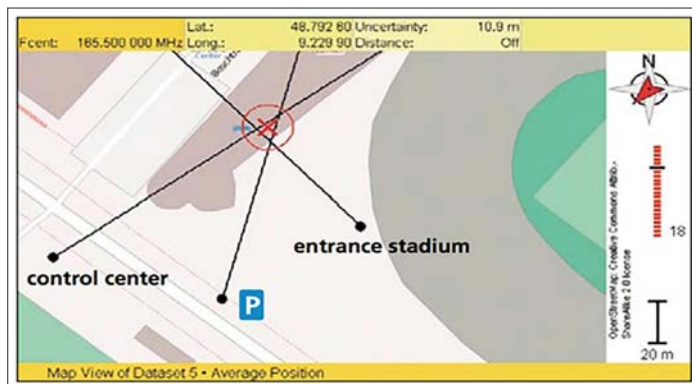 Lat.: 48.792 60 Uncertainty: 10.9 m
Fcent: 165.500 000 MHz Long.: 9.229 90 Distance: Off
N
18
OpenStreetMap: Creative Commons Attrib.-
ShareAlike 2.0 license
entrance stadium
control center
P
20 m
Map View of Dataset 5 • Average Position